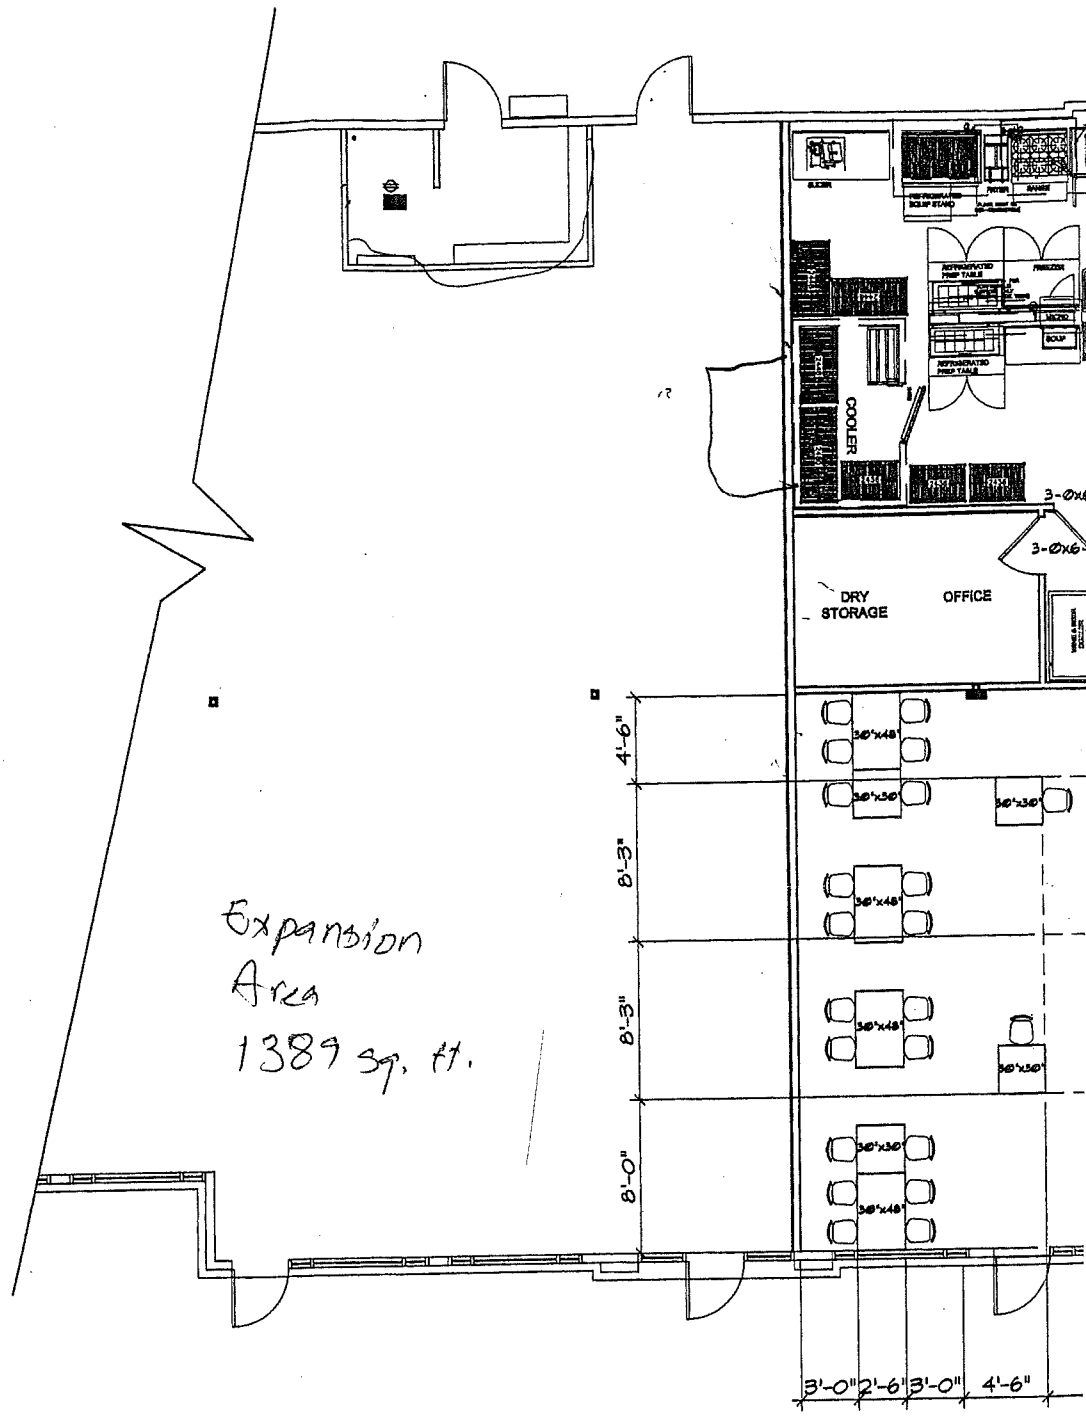 SLICER
REFRIGERATED
EQUIP STAND
FRYER
RANGE
REFRIGERATED
PREP TABLE
FREEZER
MICRO
SOUP
REFRIGERATED
PREP TABLE
COOLER
3-0x6
3-0x6-
DRY
STORAGE
OFFICE
WINE & BEER
COOLER
4'-6"
30"x48"
30"x30"
30"x30"
8'-3"
30"x48"
Expansion
Area
1389 sq. ft.
8'-3"
30"x48"
30"x30"
8'-0"
30"x30"
30"x48"
3'-0"
2'-6"
3'-0"
4'-6"